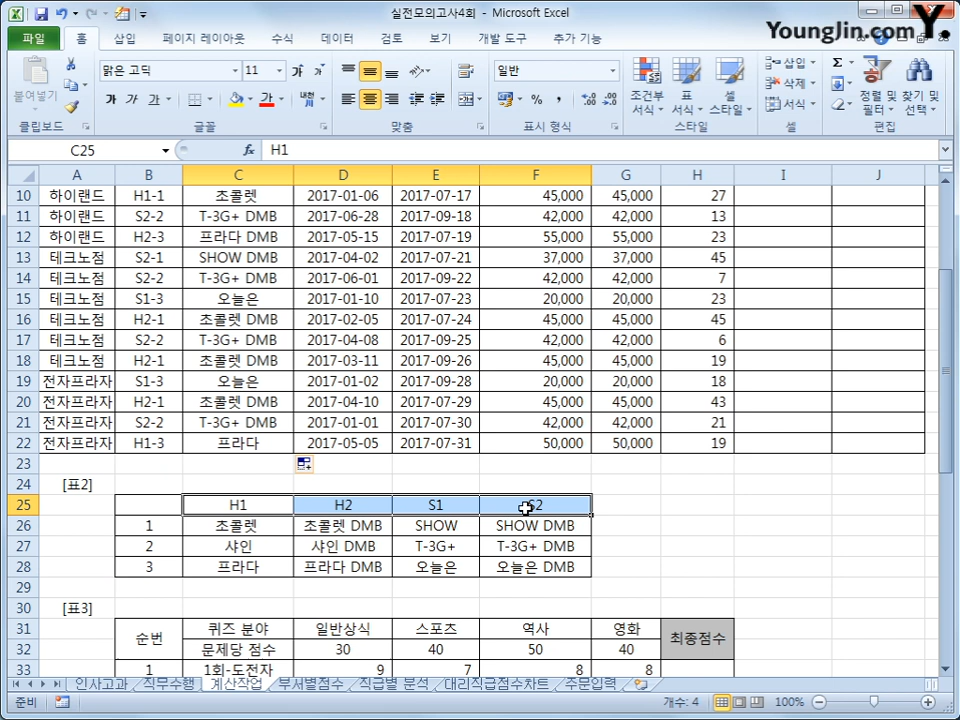 실전모의고사4회 - Microsoft Excel
Younglin.com
파일 홈 삽입 페이지 레이아웃 수식 데이터 검토 보기 개발 도구 추가 기능
붙여넣기
맑은 고딕 11
가 가 가
일반
조건부 서식 표 서식 셀 스타일
삽입
삭제
서식
정렬 및 필터 찾기 및 선택
클립보드 글꼴 맞춤 표시 형식 스타일 셀 편집
C25 fx H1
A B C D E F G H I J
10 하이랜드 H1-1 초콜렛 2017-01-06 2017-07-17 45,000 45,000 27
11 하이랜드 S2-2 T-3G+ DMB 2017-06-28 2017-09-18 42,000 42,000 13
12 하이랜드 H2-3 프라다 DMB 2017-05-15 2017-07-19 55,000 55,000 23
13 테크노점 S2-1 SHOW DMB 2017-04-02 2017-07-21 37,000 37,000 45
14 테크노점 S2-2 T-3G+ DMB 2017-06-01 2017-09-22 42,000 42,000 7
15 테크노점 S1-3 오늘은 2017-01-10 2017-07-23 20,000 20,000 23
16 테크노점 H2-1 초콜렛 DMB 2017-02-05 2017-07-24 45,000 45,000 45
17 테크노점 S2-2 T-3G+ DMB 2017-04-08 2017-09-25 42,000 42,000 6
18 테크노점 H2-1 초콜렛 DMB 2017-03-11 2017-09-26 45,000 45,000 19
19 전자프라자 S1-3 오늘은 2017-01-02 2017-09-28 20,000 20,000 18
20 전자프라자 H2-1 초콜렛 DMB 2017-04-10 2017-07-29 45,000 45,000 43
21 전자프라자 S2-2 T-3G+ DMB 2017-01-01 2017-07-30 42,000 42,000 21
22 전자프라자 H1-3 프라다 2017-05-05 2017-07-31 50,000 50,000 19
23
24 [표2]
25 H1 H2 S1 S2
26 1 초콜렛 초콜렛 DMB SHOW SHOW DMB
27 2 샤인 샤인 DMB T-3G+ T-3G+ DMB
28 3 프라다 프라다 DMB 오늘은 오늘은 DMB
29
30 [표3]
31 순번 퀴즈 분야 일반상식 스포츠 역사 영화 최종점수
32 문제당 점수 30 40 50 40
33 1 1회-도전자 9 7 8 8
인사고과 직무수행 계산작업 부서별점수 직급별 분석 대리직급점수차트 주문입력
준비 개수: 4 100%